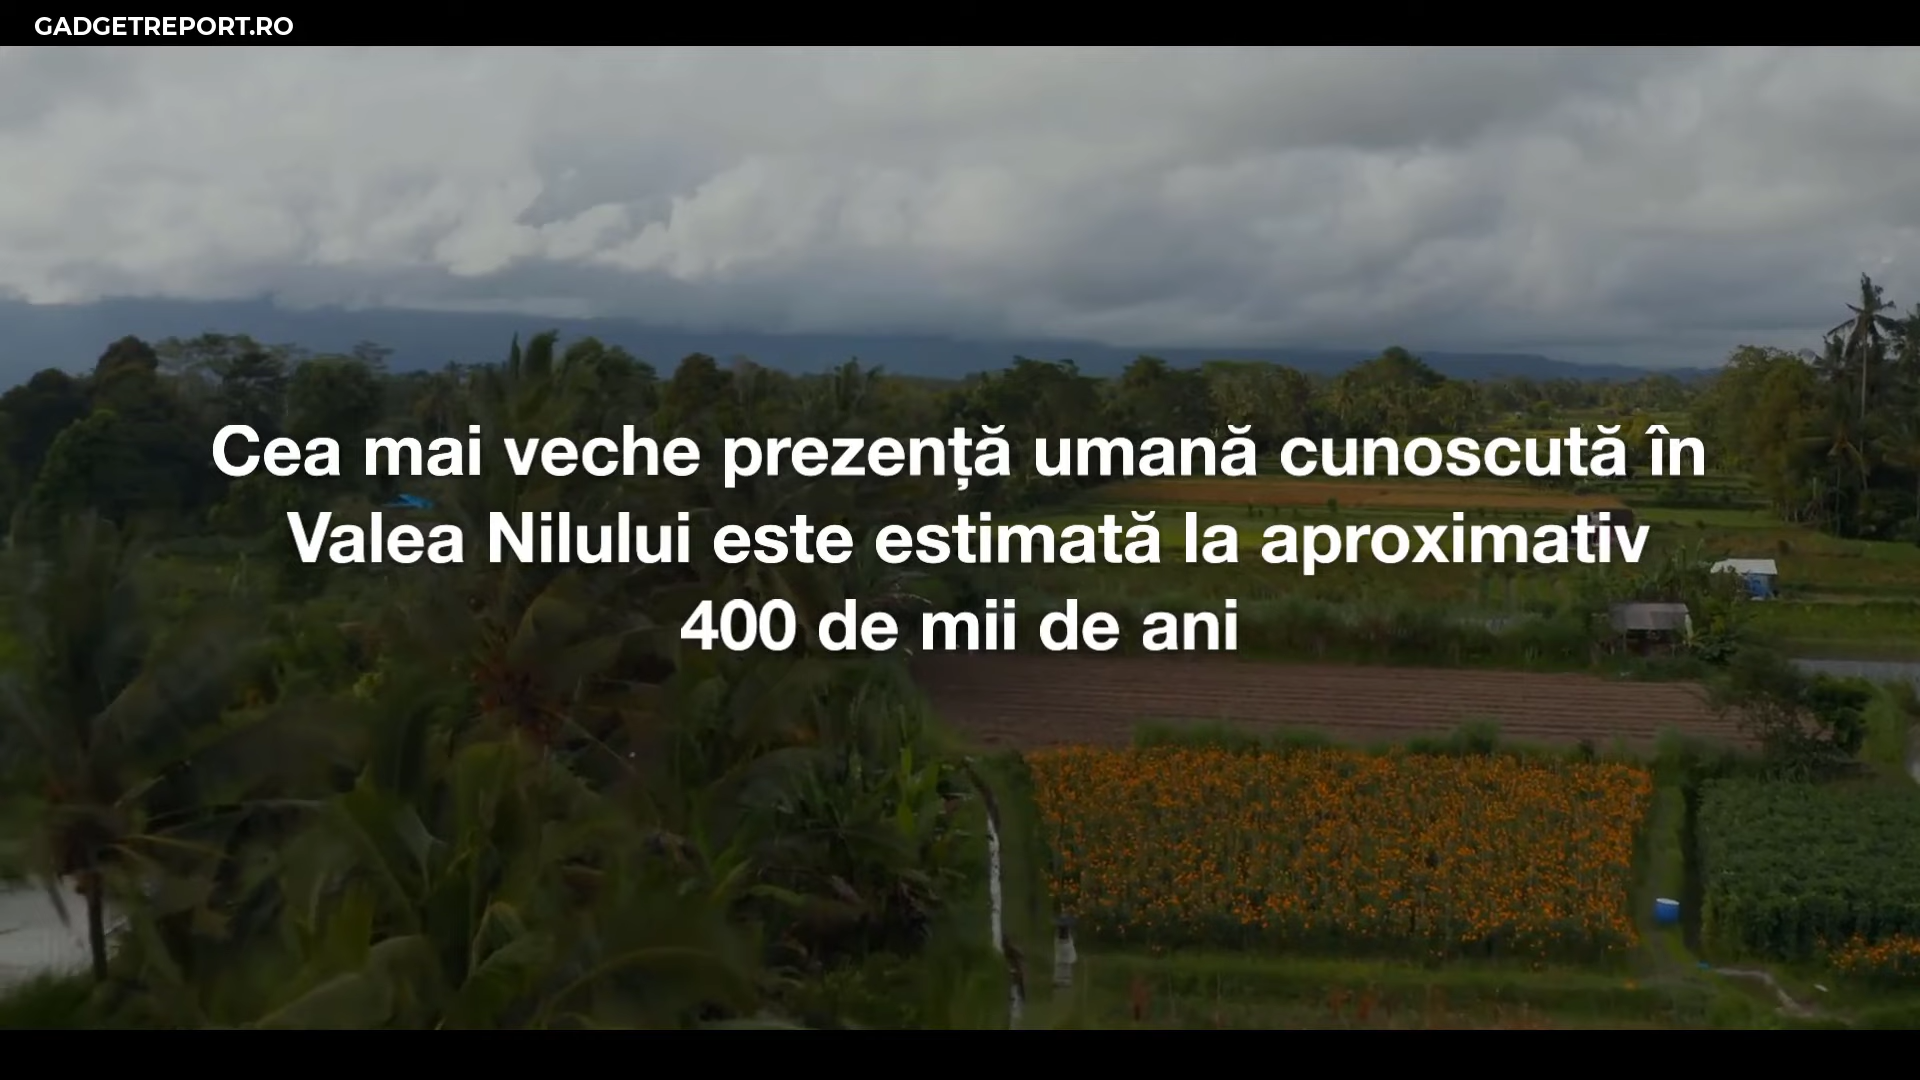 GADGETREPORT.RO
Cea mai veche prezență umană cunoscută în
Valea Nilului este estimată la aproximativ
400 de mii de ani